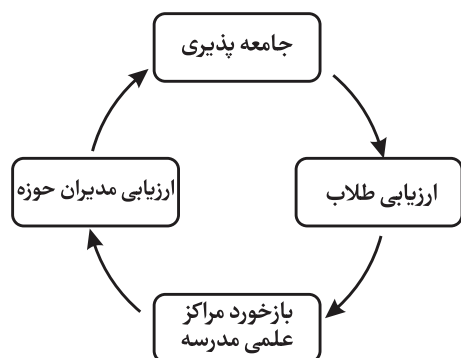 جامعه پذیری
ارزیابی طلاب
بازخورد مراکز
علمی مدرسه
ارزیابی مدیران حوزه